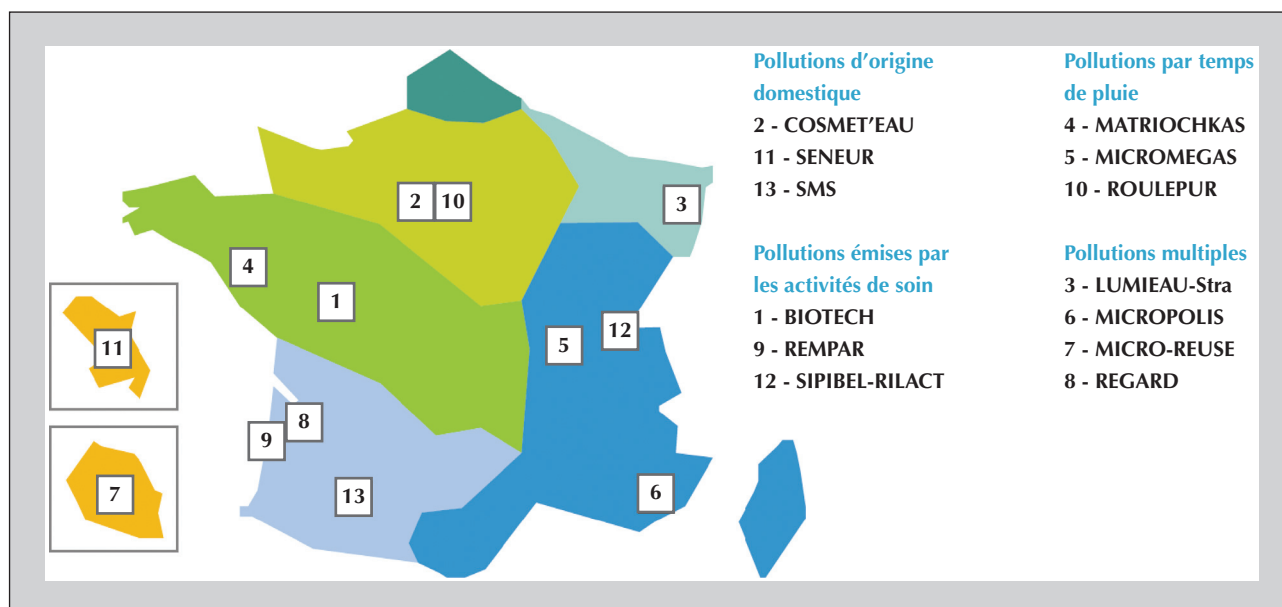 Pollutions d’origine
domestique
2 - COSMET’EAU
11 - SENEUR
13 - SMS
Pollutions émises par
les activités de soin
1 - BIOTECH
9 - REMPAR
12 - SIPIBEL-RILACT
Pollutions par temps
de pluie
4 - MATRIOCHKAS
5 - MICROMEGAS
10 - ROULEPUR
Pollutions multiples
3 - LUMIEAU-Stra
6 - MICROPOLIS
7 - MICRO-REUSE
8 - REGARD
2 10
3
4
1
12
11
5
8
9
13
6
7